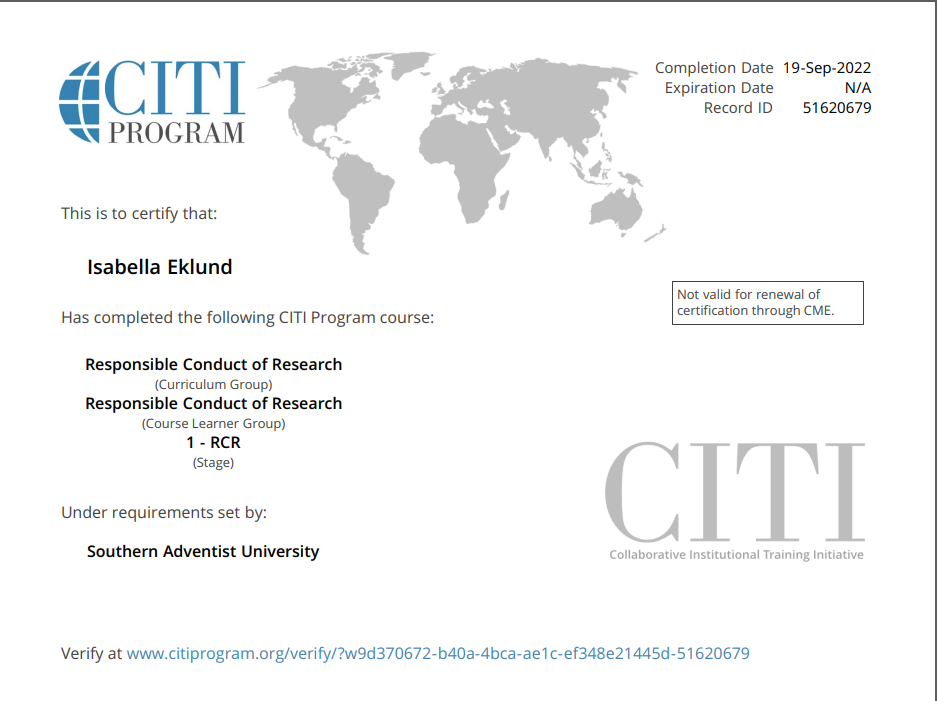 CITI
PROGRAM
Completion Date 19-Sep-2022
Expiration Date N/A
Record ID 51620679
This is to certify that:
Isabella Eklund
Not valid for renewal of
certification through CME.
Has completed the following CITI Program course:
Responsible Conduct of Research
(Curriculum Group)
Responsible Conduct of Research
(Course Learner Group)
1 - RCR
(Stage)
Under requirements set by:
Southern Adventist University
CITI
Collaborative Institutional Training Initiative
Verify at www.citiprogram.org/verify/?w9d370672-b40a-4bca-ae1c-ef348e21445d-51620679